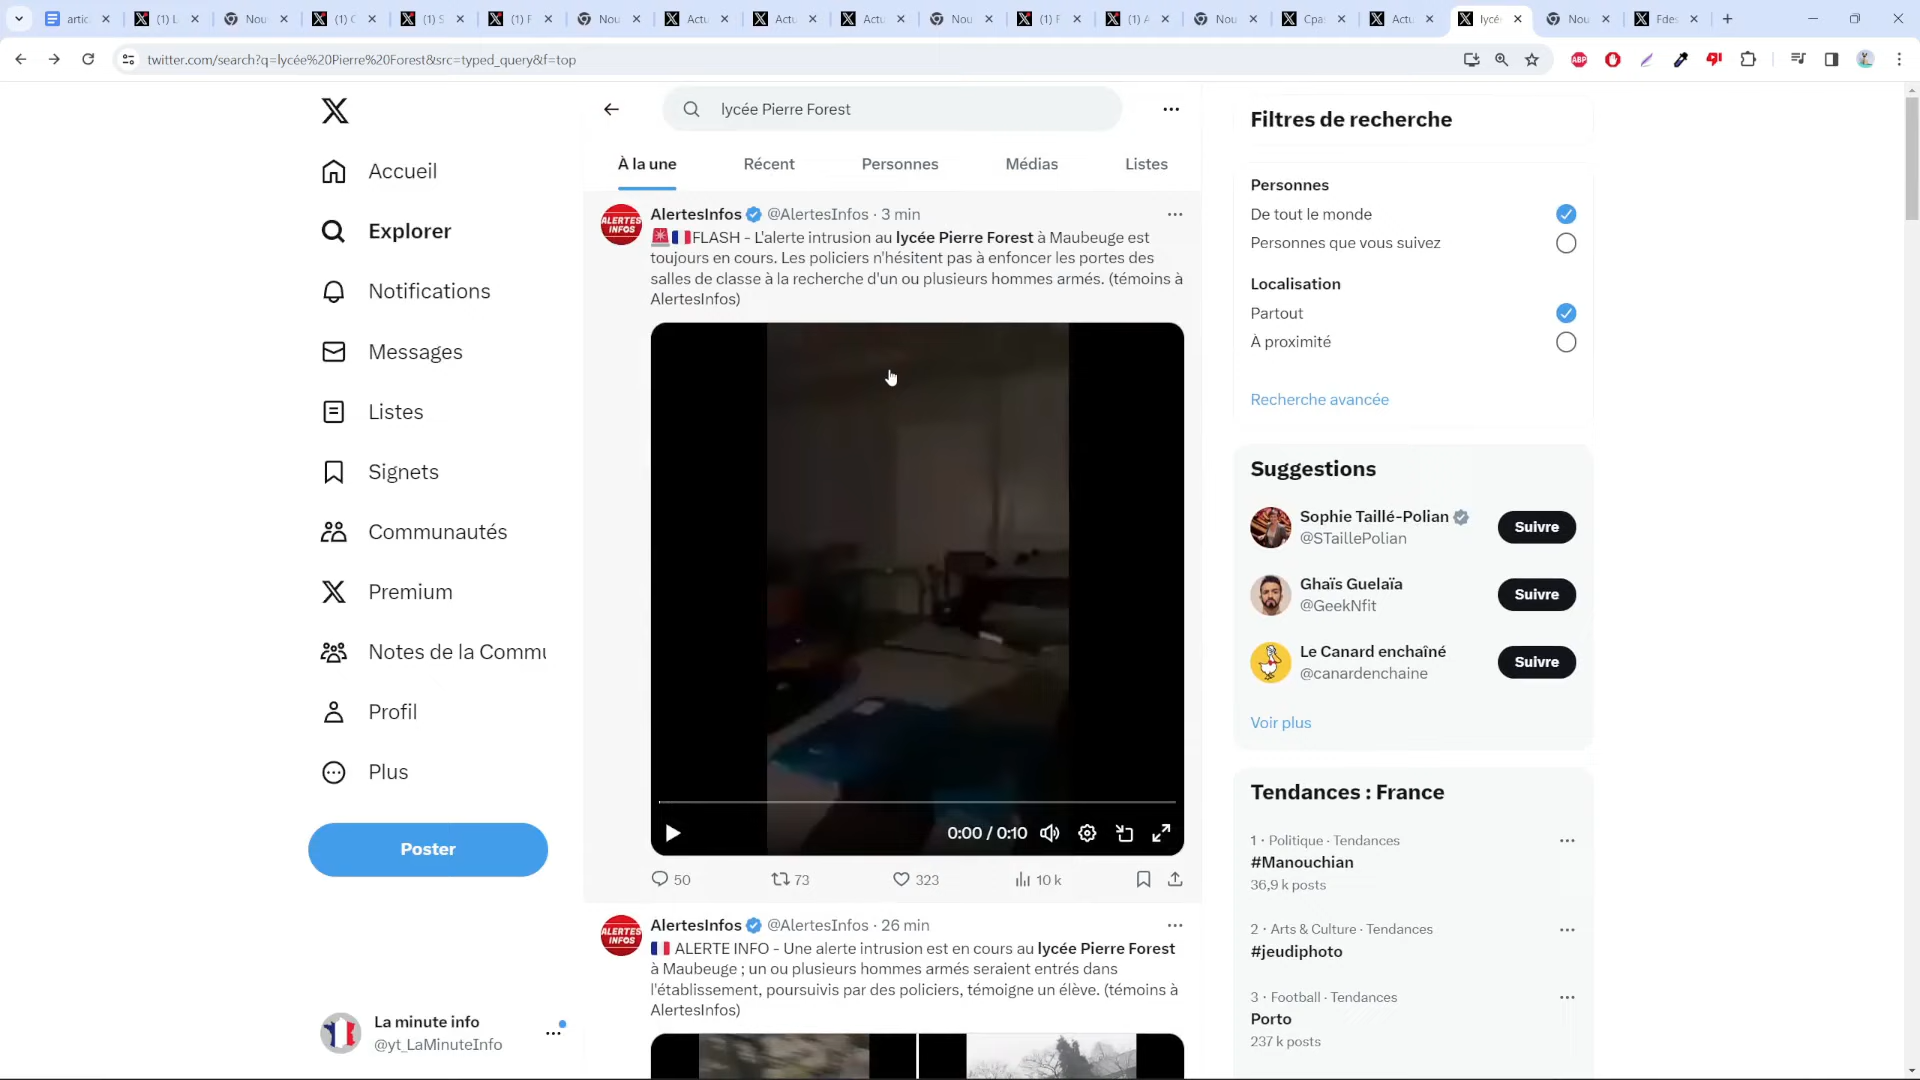 artic
(1) L
Nou
(1) C
(1) S
(1) F
Nou
Actu
Actu
Actu
Nou
(1) F
(1) A
Nou
Cpas
Actu
lycé
Nou
Fdes
twitter.com/search?q=lycée%20Pierre%20Forest&src=typed_query&f=top
ABP
lycée Pierre Forest
À la une
Récent
Personnes
Médias
Listes
Accueil
Explorer
Notifications
Messages
Listes
Signets
Communautés
Premium
Notes de la Commu
Profil
Plus
Poster
La minute info
@yt_LaMinuteInfo
ALERTES
INFOS
AlertesInfos @AlertesInfos · 3 min
🚨🇫🇷FLASH - L'alerte intrusion au lycée Pierre Forest à Maubeuge est
toujours en cours. Les policiers n'hésitent pas à enfoncer les portes des
salles de classe à la recherche d'un ou plusieurs hommes armés. (témoins à
AlertesInfos)
0:00 / 0:10
50
73
323
10 k
ALERTES
INFOS
AlertesInfos @AlertesInfos · 26 min
🇫🇷 ALERTE INFO - Une alerte intrusion est en cours au lycée Pierre Forest
à Maubeuge ; un ou plusieurs hommes armés seraient entrés dans
l'établissement, poursuivis par des policiers, témoigne un élève. (témoins à
AlertesInfos)
Filtres de recherche
Personnes
De tout le monde
Personnes que vous suivez
Localisation
Partout
À proximité
Recherche avancée
Suggestions
Sophie Taillé-Polian
@STaillePolian
Suivre
Ghaïs Guelaïa
@GeekNfit
Suivre
Le Canard enchaîné
@canardenchaine
Suivre
Voir plus
Tendances : France
1 · Politique · Tendances
#Manouchian
36,9 k posts
2 · Arts & Culture · Tendances
#jeudiphoto
3 · Football · Tendances
Porto
237 k posts